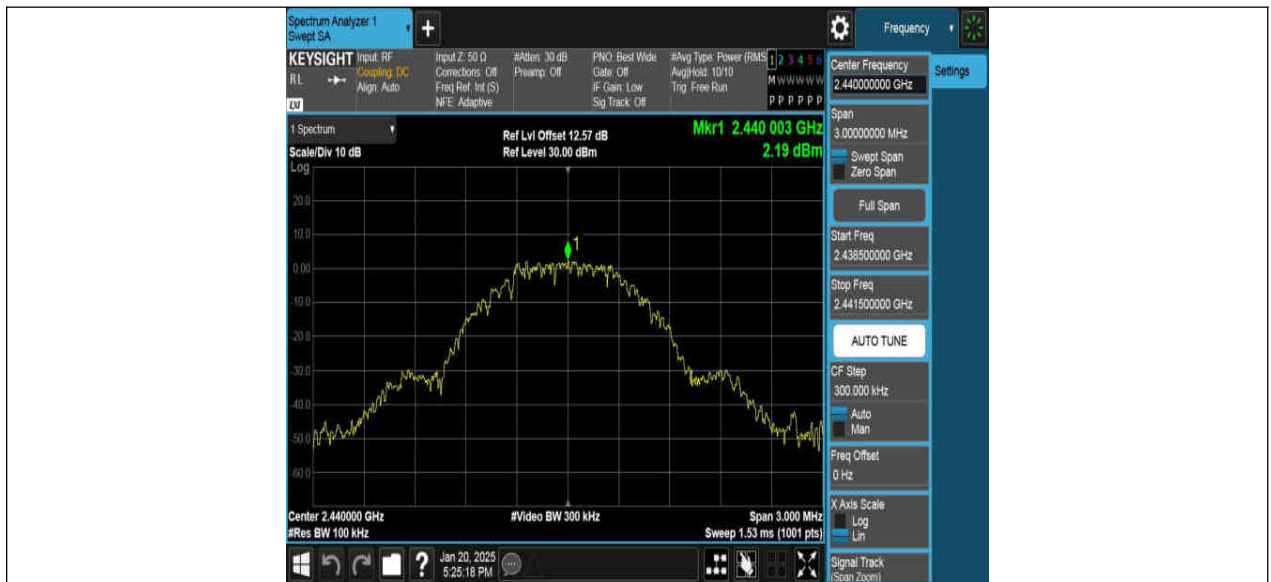 Spectrum Analyzer 1
Swept SA
+
Frequency
KEYSIGHT
RL
LXI
Input: RF
Coupling: DC
Align: Auto
Input Z: 50 Ω
Corrections: Off
Freq Ref: Int (S)
NFE: Adaptive
#Atten: 30 dB
Preamp: Off
PNO: Best Wide
Gate: Off
IF Gain: Low
Sig Track: Off
#Avg Type: Power (RMS
Avg|Hold: 10/10
Trig: Free Run
1 2 3 4 5 6
M W W W W W
P P P P P P
Center Frequency
2.440000000 GHz
Settings
1 Spectrum
Scale/Div 10 dB
Log
Ref Lvl Offset 12.57 dB
Ref Level 30.00 dBm
Mkr1 2.440 003 GHz
2.19 dBm
Span
3.00000000 MHz
Swept Span
Zero Span
Full Span
Start Freq
2.438500000 GHz
Stop Freq
2.441500000 GHz
AUTO TUNE
CF Step
300.000 kHz
Auto
Man
Freq Offset
0 Hz
X Axis Scale
Log
Lin
Signal Track
(Span Zoom)
20.0
10.0
1
0.00
-10.0
-20.0
-30.0
-40.0
-50.0
-60.0
Center 2.440000 GHz
#Res BW 100 kHz
#Video BW 300 kHz
Span 3.000 MHz
Sweep 1.53 ms (1001 pts)
?
Jan 20, 2025
5:25:18 PM